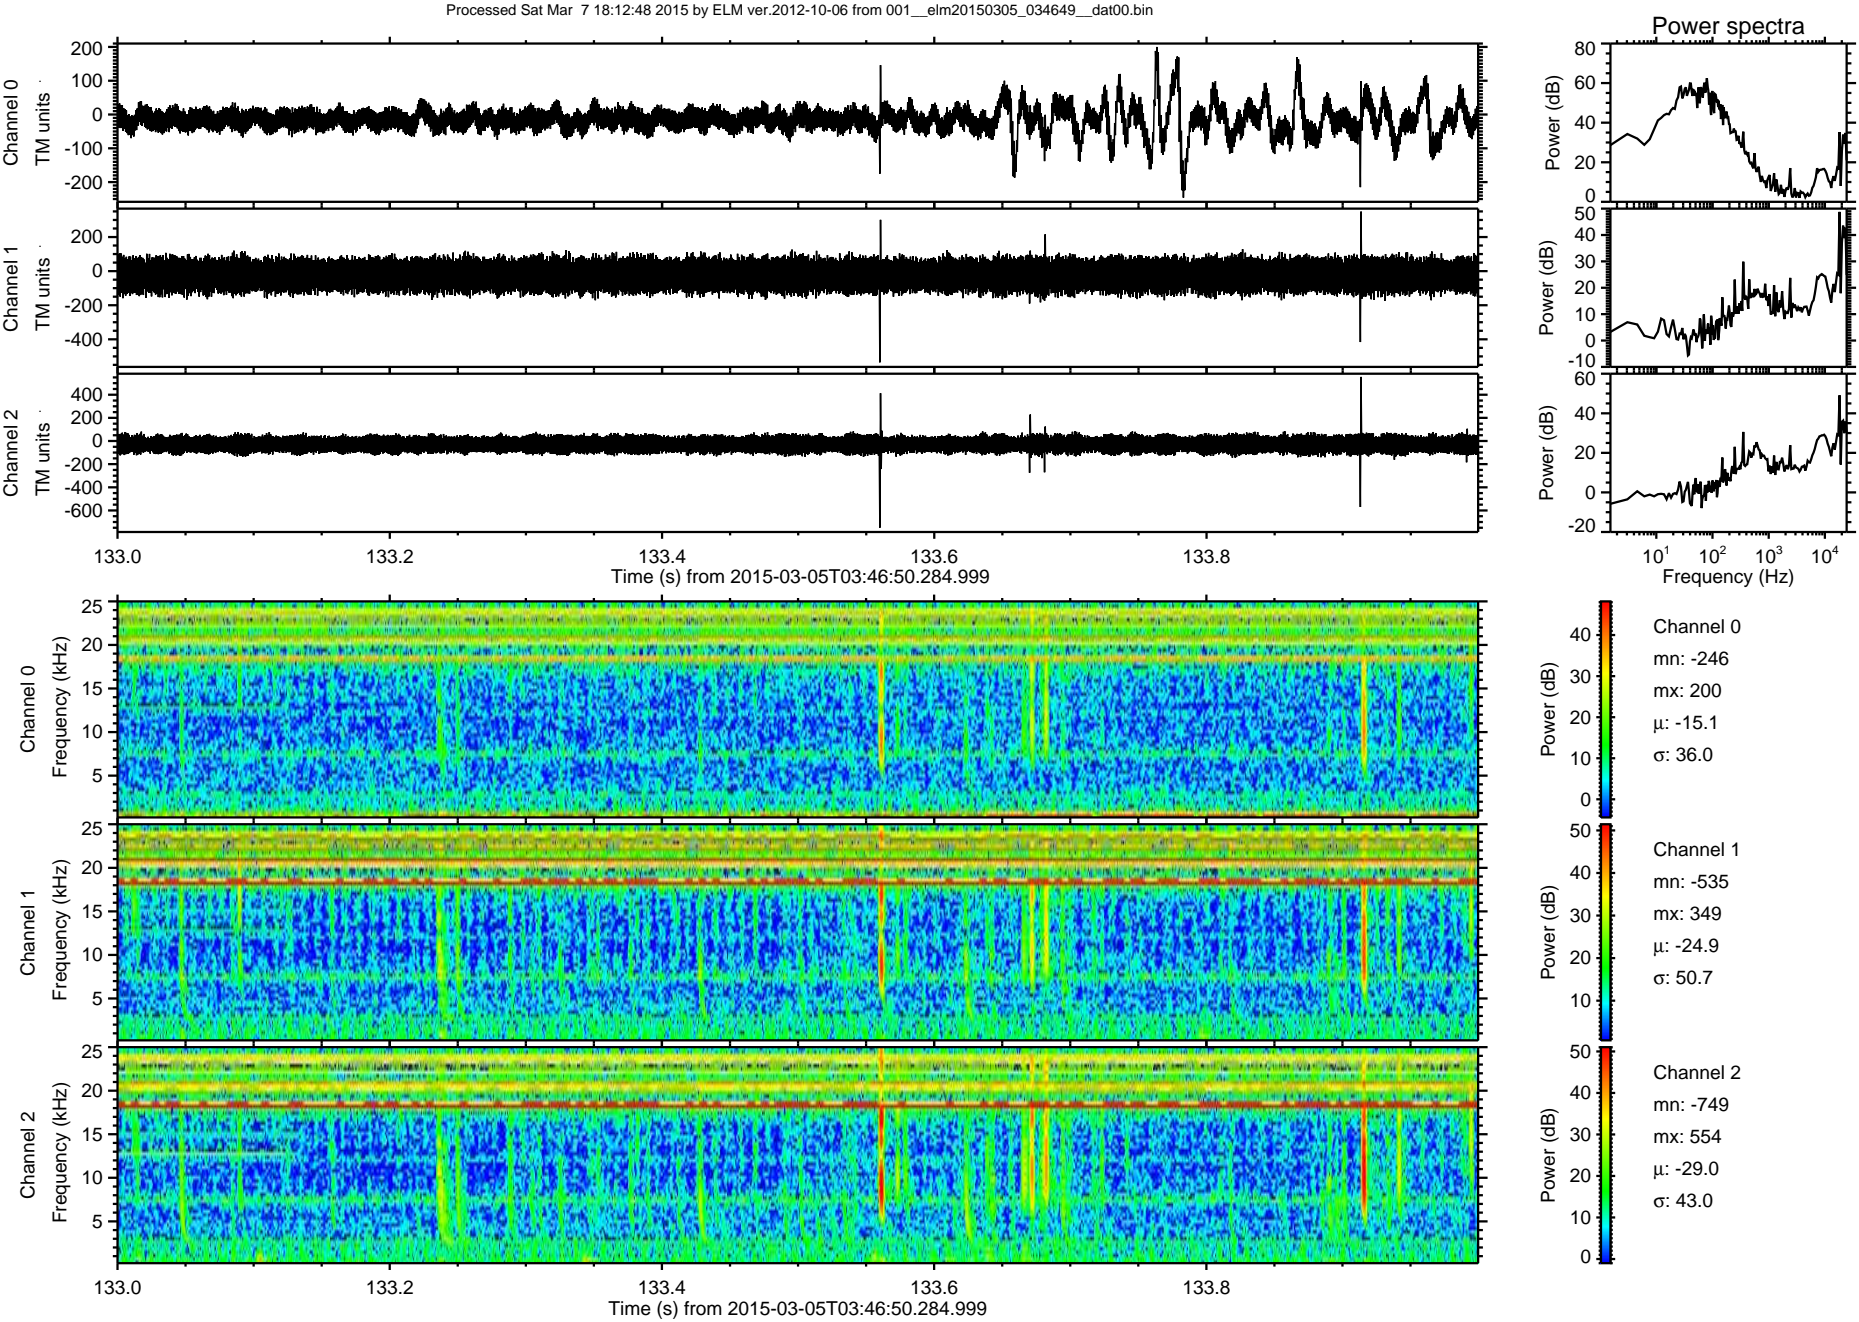 Processed Sat Mar 7 18:12:48 2015 by ELM ver.2012-10-06 from 001__elm20150305_034649__dat00.bin
Power spectra
Channel 0
TM units
200
100
0
-100
-200
Power (dB)
80
60
40
20
0
Channel 1
TM units
200
0
-200
-400
Power (dB)
50
40
30
20
10
0
-10
Channel 2
TM units
400
200
0
-200
-400
-600
Power (dB)
60
40
20
0
-20
133.0 133.2 133.4 133.6 133.8
Time (s) from 2015-03-05T03:46:50.284.999
10¹ 10² 10³ 10⁴
Frequency (Hz)
Channel 0
Frequency (kHz)
25
20
15
10
5
Power (dB)
40
30
20
10
0
Channel 0
mn: -246
mx: 200
μ: -15.1
σ: 36.0
Channel 1
Frequency (kHz)
25
20
15
10
5
Power (dB)
50
40
30
20
10
Channel 1
mn: -535
mx: 349
μ: -24.9
σ: 50.7
Channel 2
Frequency (kHz)
25
20
15
10
5
Power (dB)
50
40
30
20
10
0
Channel 2
mn: -749
mx: 554
μ: -29.0
σ: 43.0
133.0 133.2 133.4 133.6 133.8
Time (s) from 2015-03-05T03:46:50.284.999